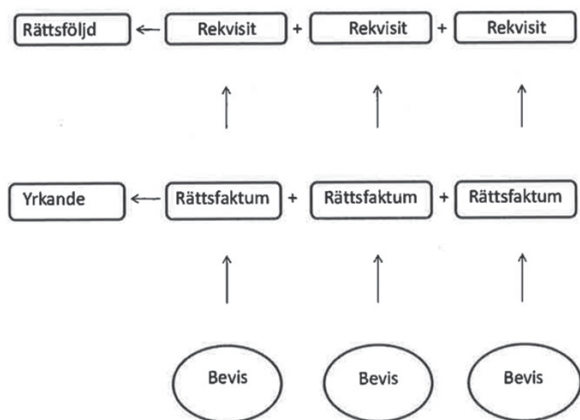 Rättsföljd ← Rekvisit + Rekvisit + Rekvisit
Yrkande ← Rättsfaktum + Rättsfaktum + Rättsfaktum
Bevis Bevis Bevis